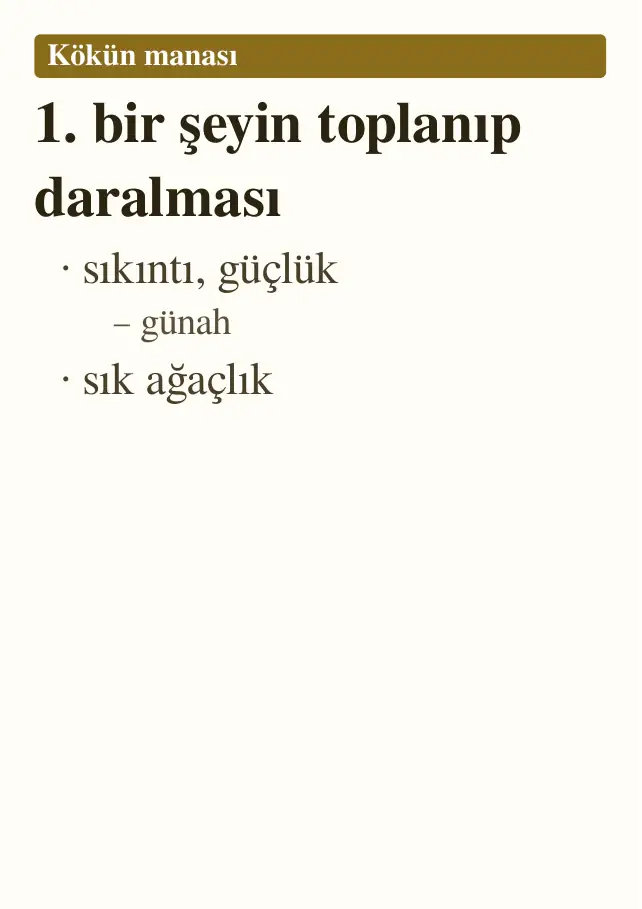 Kökün manası
1. bir şeyin toplanıp
daralması
· sıkıntı, güçlük
– günah
· sık ağaçlık